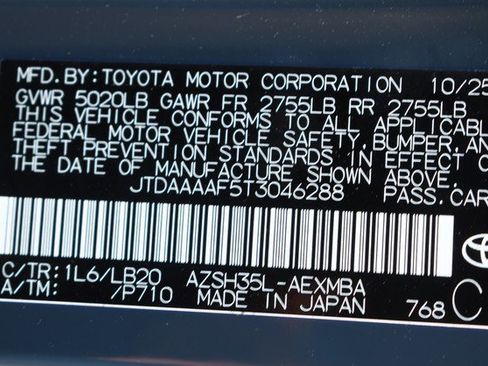 MFD.BY:TOYOTA MOTOR CORPORATION 10/25
GVWR 5020LB GAWR FR 2755LB RR 2755LB
THIS VEHICLE CONFORMS TO ALL APPLICABL
FEDERAL MOTOR VEHICLE SAFETY, BUMPER, AN
THEFT PREVENTION STANDARDS IN EFFECT O
THE DATE OF MANUFACTURE SHOWN ABOVE.
JTDAAAAF5T3046288 PASS.CAR
C/TR:1L6/LB20 AZSH35L-AEXMBA
A/TM: /P710 MADE IN JAPAN 768 C